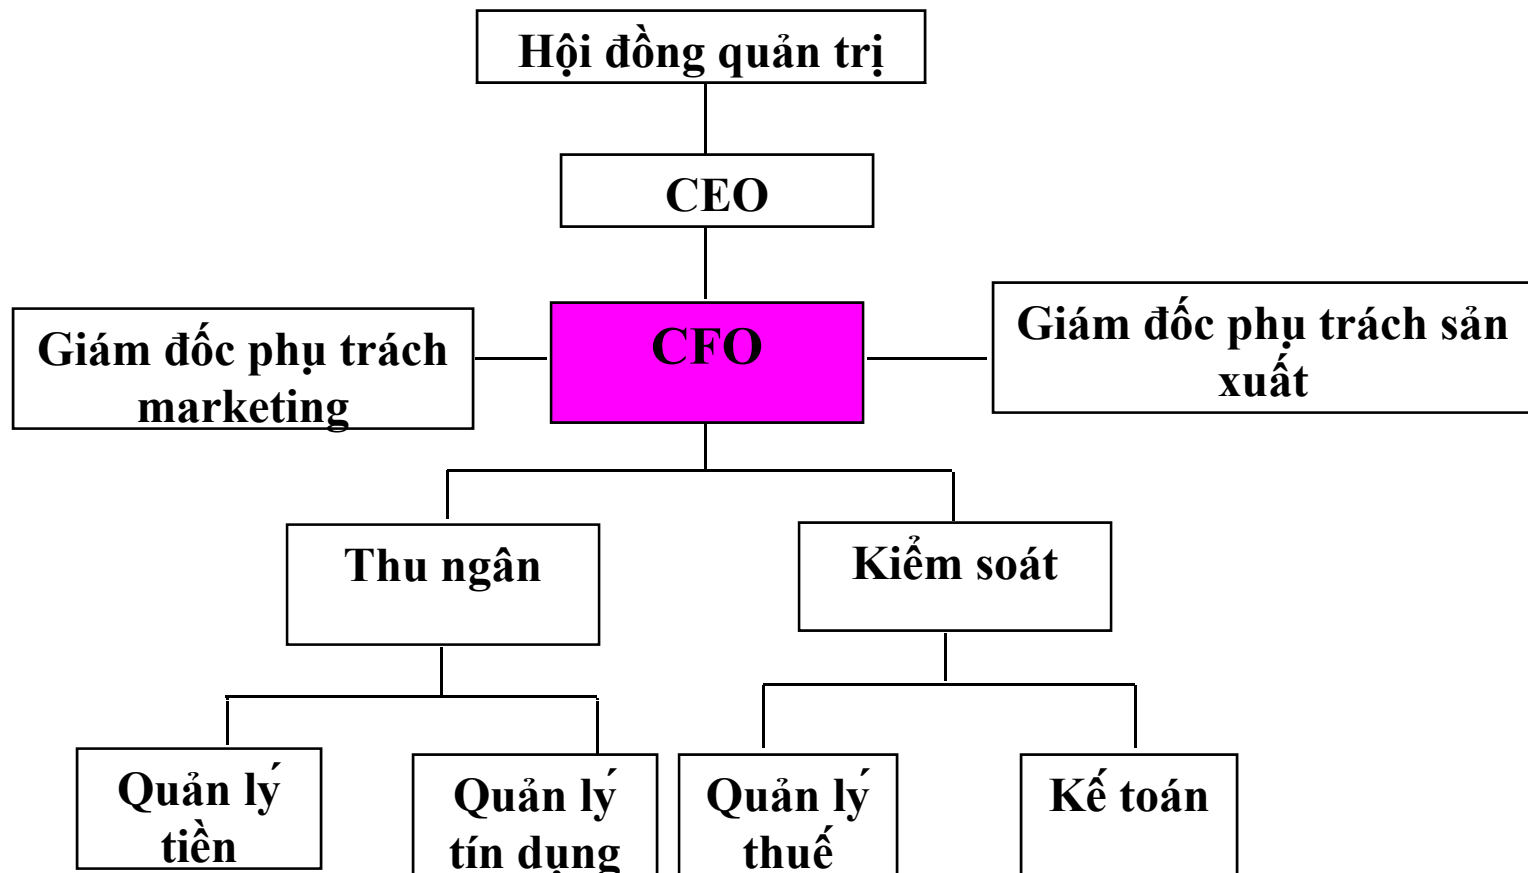 Hội đồng quản trị
CEO
Giám đốc phụ trách
marketing
CFO
Giám đốc phụ trách sản
xuất
Thu ngân
Kiểm soát
Quản lý
tiền
Quản lý
tín dụng
Quản lý
thuế
Kế toán